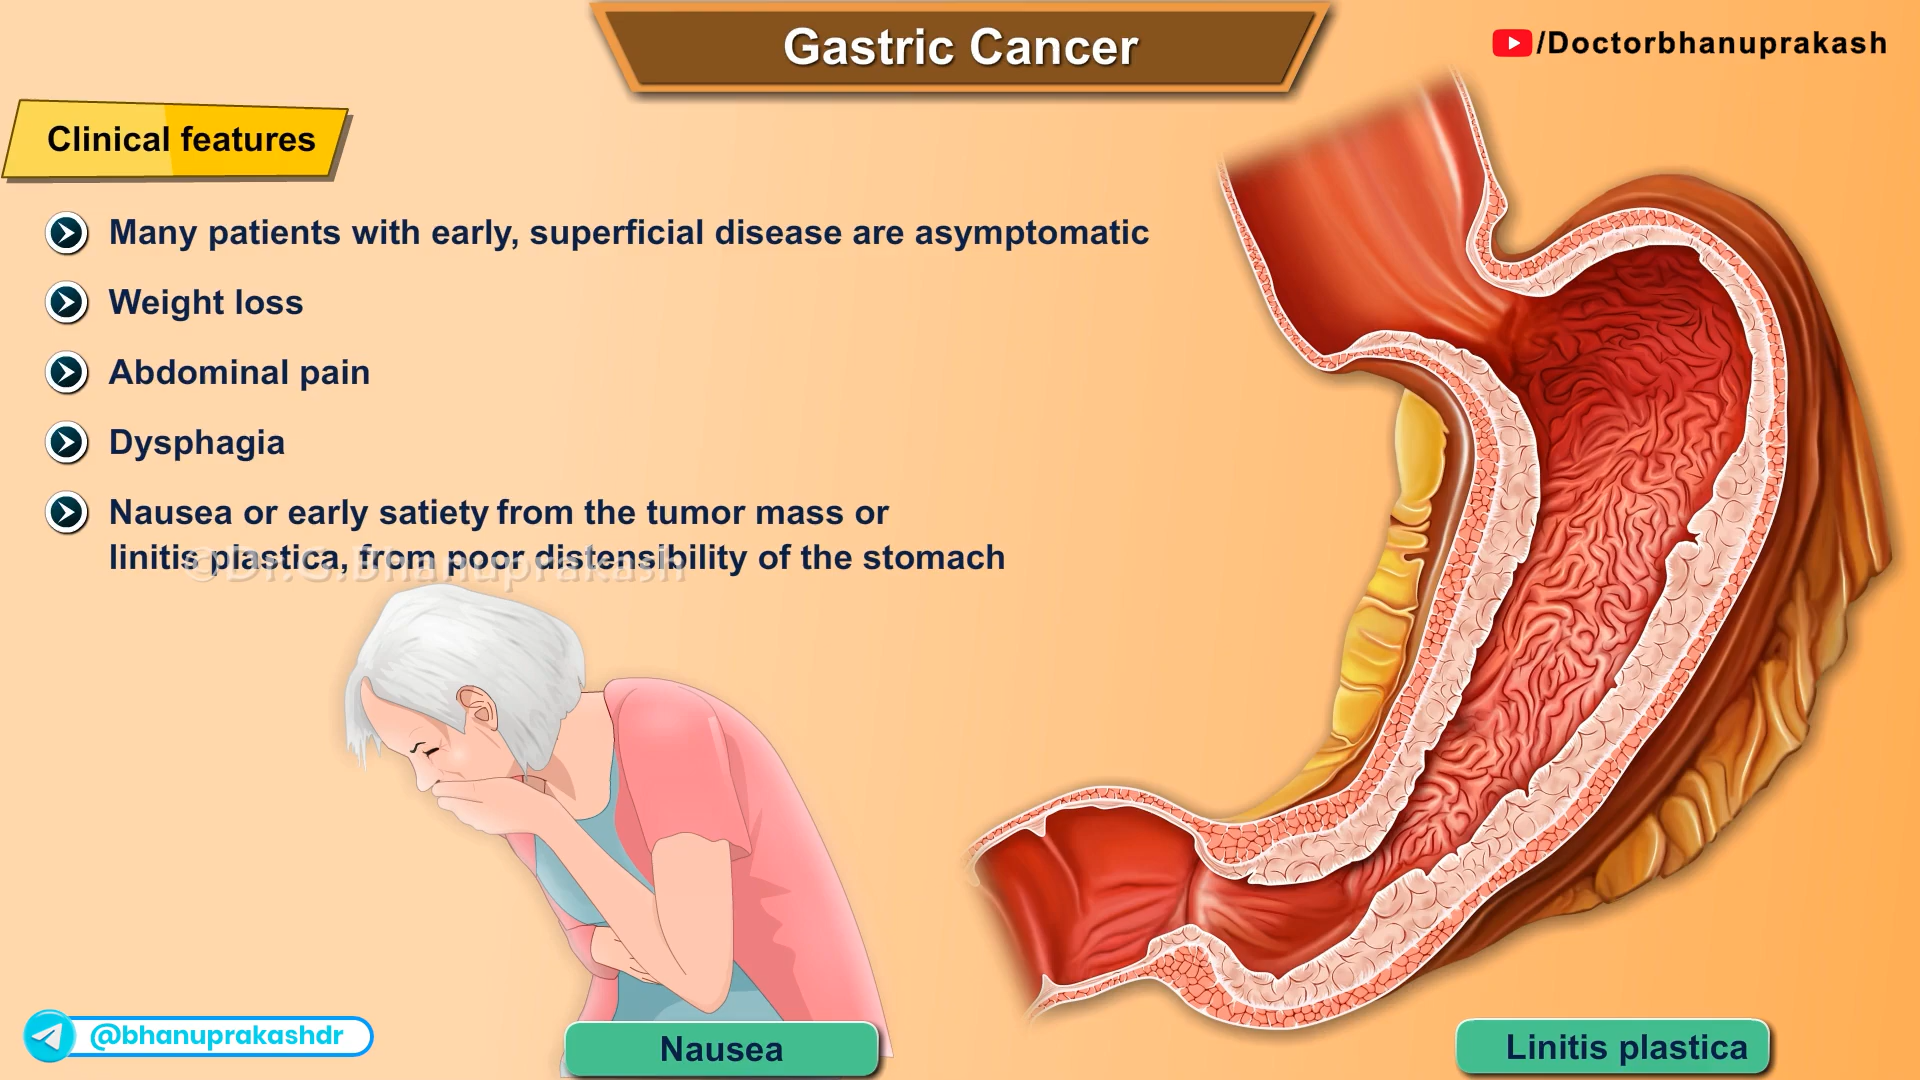 Gastric Cancer
/Doctorbhanuprakash
Clinical features
Many patients with early, superficial disease are asymptomatic
Weight loss
Abdominal pain
Dysphagia
Nausea or early satiety from the tumor mass or
linitis plastica, from poor distensibility of the stomach
©Dr.G.Bhanuprakash
@bhanuprakashdr
Nausea
Linitis plastica